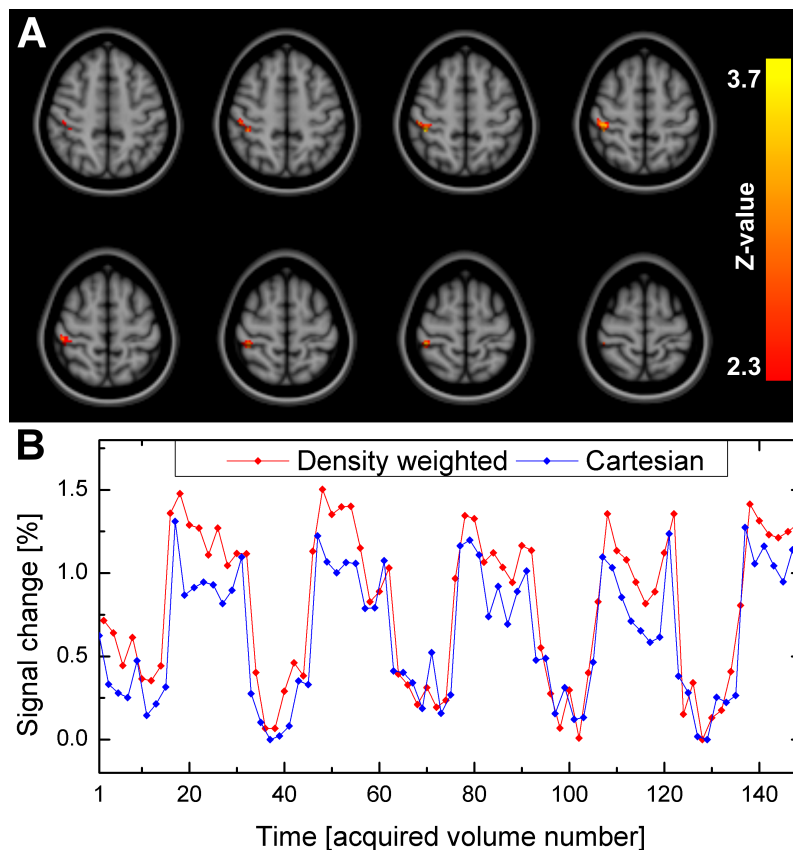 A
3.7
Z-value
2.3
B
Density weighted Cartesian
Signal change [%]
1.5
1.0
0.5
0.0
1 20 40 60 80 100 120 140
Time [acquired volume number]